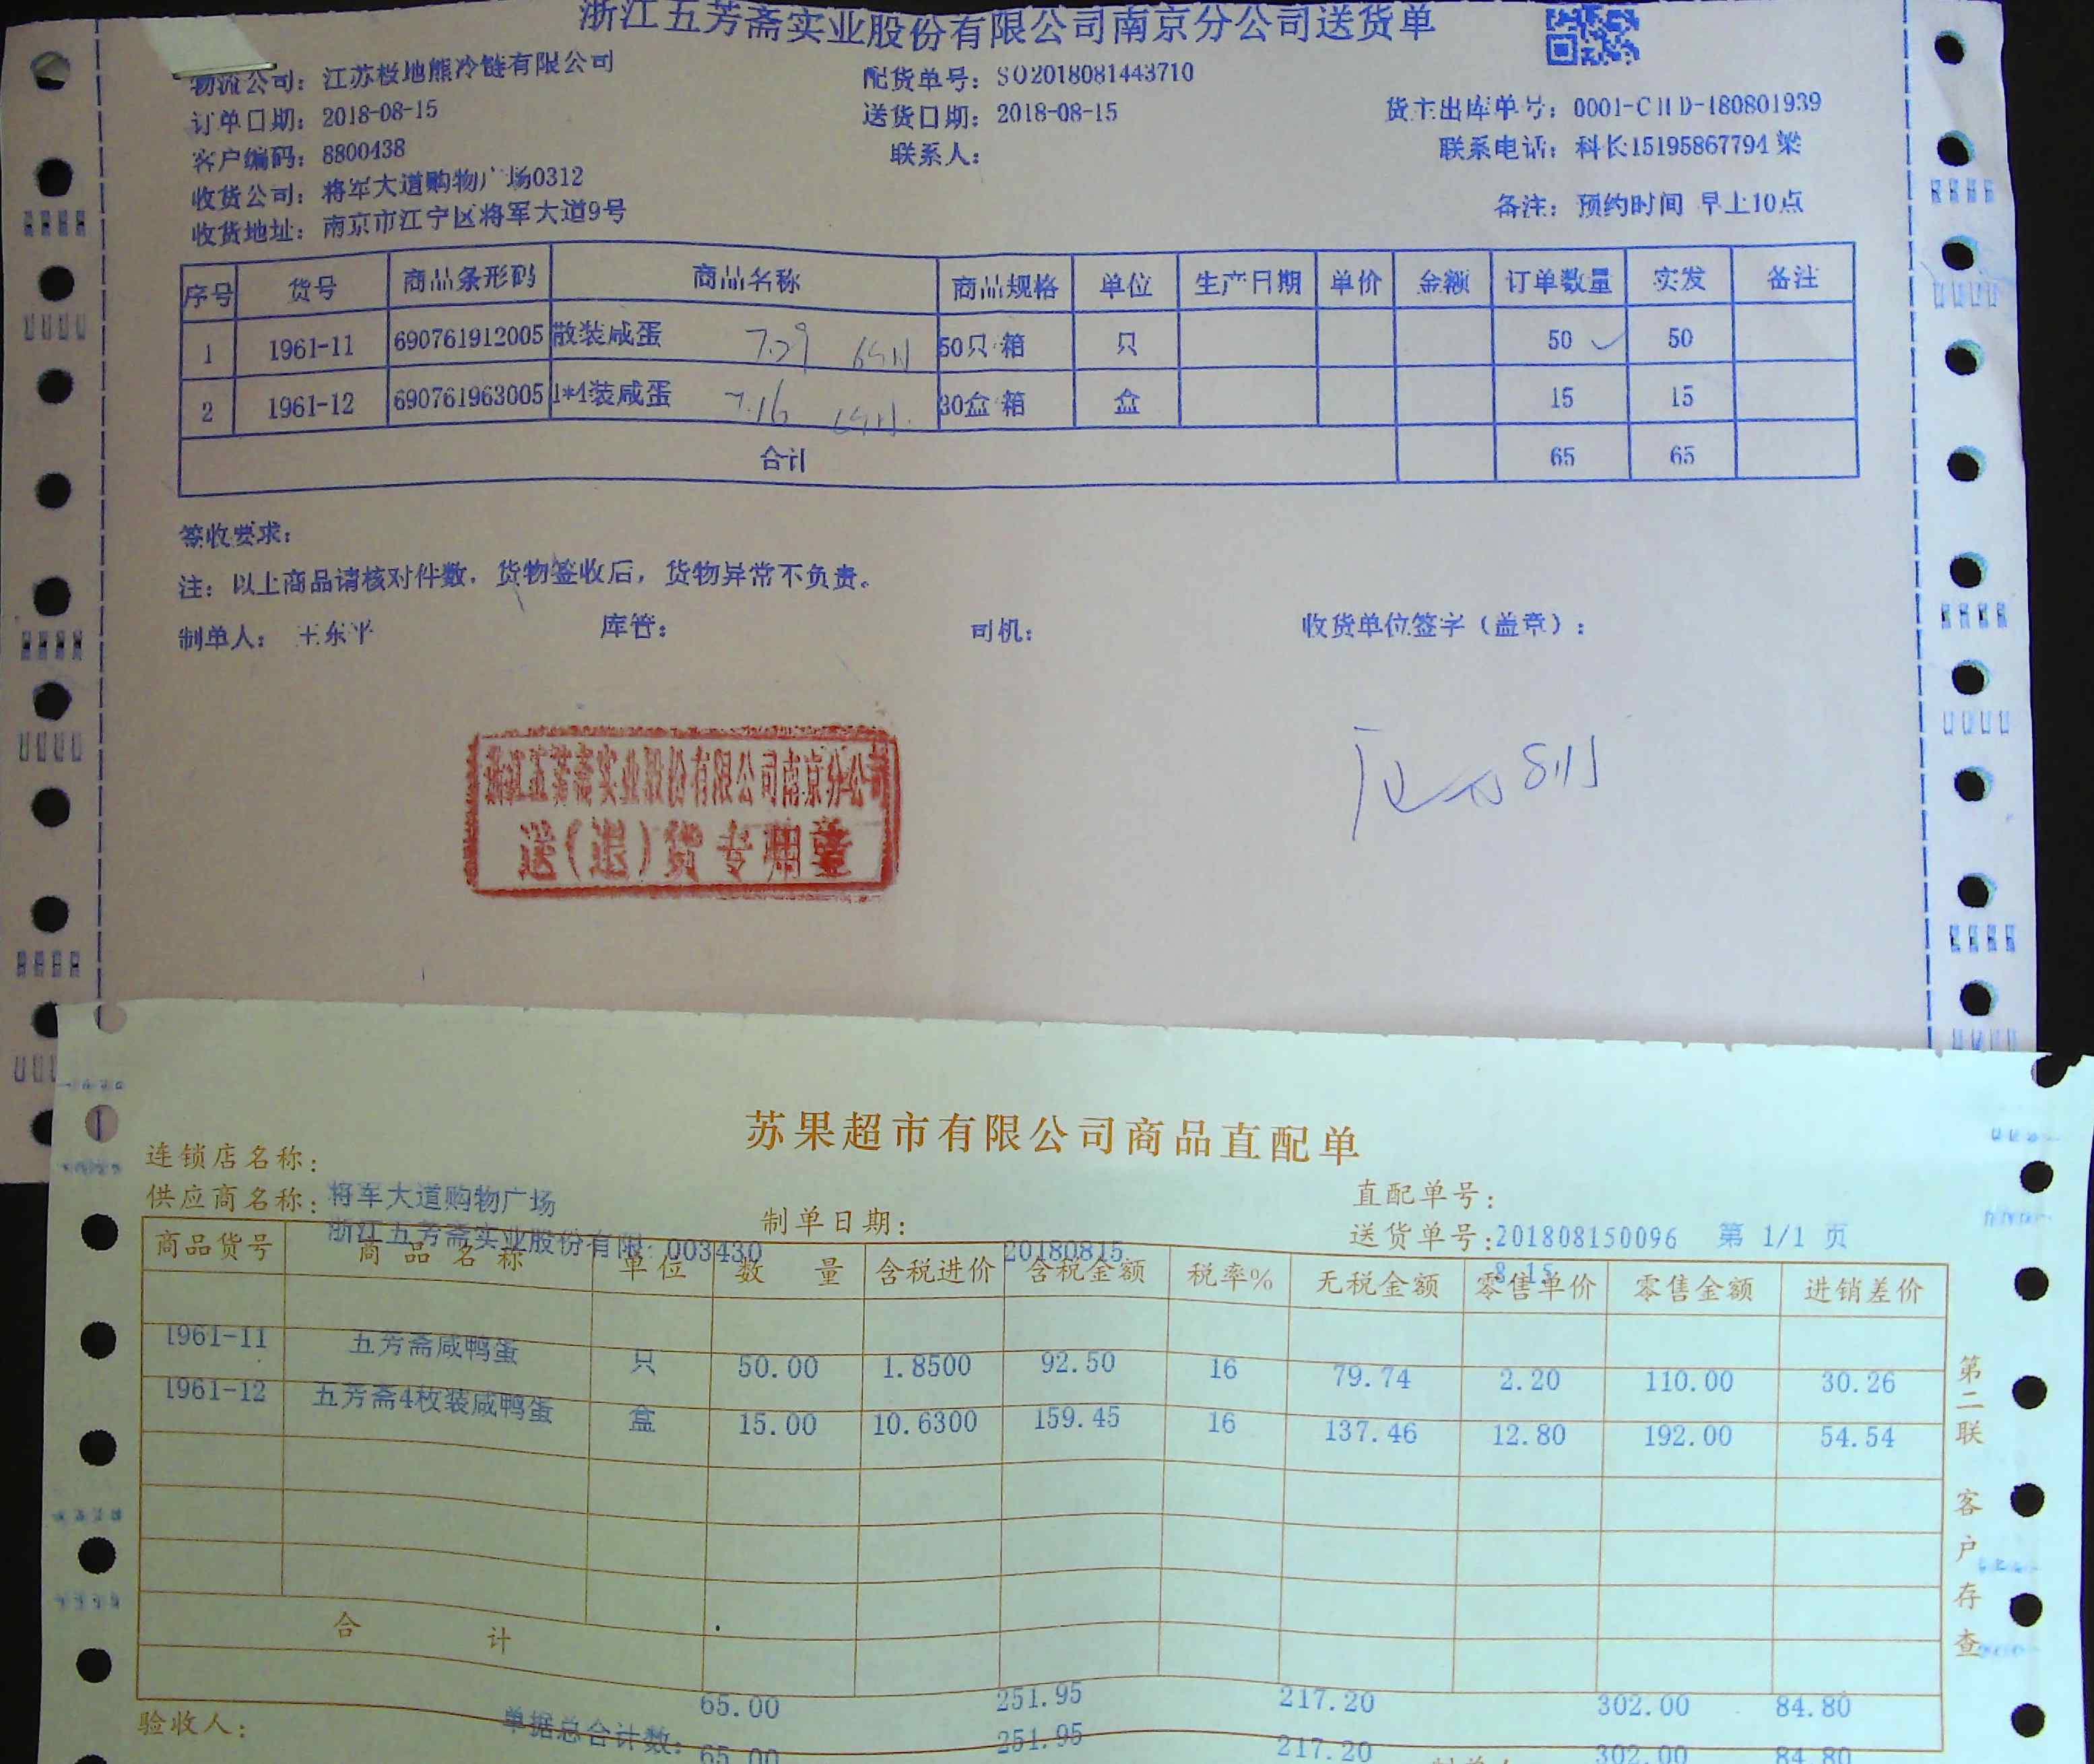 浙江五芳斋实业股份有限公司南京分公司送货单
物流公司：江苏极地熊冷链有限公司 配货单号：SO2018081443710
订单日期：2018-08-15 送货日期：2018-08-15 货主出库单号：0001-CHD-180801939
客户编码：8800438 联系人： 联系电话：科长15195867794 梁
收货公司：将军大道购物广场0312
收货地址：南京市江宁区将军大道9号 备注：预约时间 早上10点
序号 货号 商品条形码 商品名称 商品规格 单位 生产日期 单价 金额 订单数量 实发 备注
1 1961-11 690761912005 散装咸蛋 7.29 50只 箱 只 50 50
2 1961-12 690761963005 1*4装咸蛋 7.16 30盒 箱 盒 15 15
合计 65 65
签收要求：
注：以上商品请核对件数，货物签收后，货物异常不负责。
制单人：王东平 库管： 司机： 收货单位签字（盖章）：
浙江五芳斋实业股份有限公司南京分公司
送（退）货专用章
8.15
苏果超市有限公司商品直配单
连锁店名称：
供应商名称：将军大道购物广场 制单日期： 直配单号：
浙江五芳斋实业股份有限：003430 20180815 送货单号：201808150096 第 1/1 页
8.15
商品货号 商品名称 单位 数量 含税进价 含税金额 税率% 无税金额 零售单价 零售金额 进销差价
1961-11 五芳斋咸鸭蛋 只 50.00 1.8500 92.50 16 79.74 2.20 110.00 30.26
1961-12 五芳斋4枚装咸鸭蛋 盒 15.00 10.6300 159.45 16 137.46 12.80 192.00 54.54
合计
65.00 251.95 217.20 302.00 84.80
验收人： 单据总合计数：65.00 251.95 217.20 302.00 84.80
第二联 客户存查